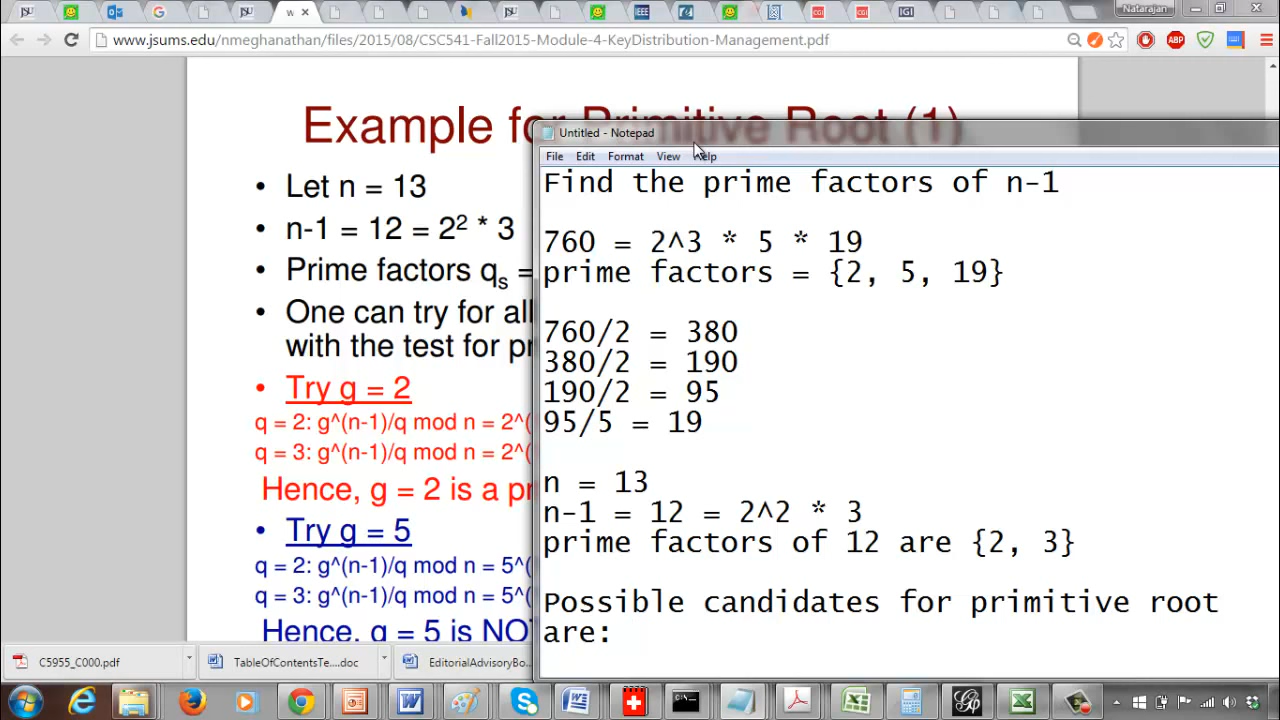 Natarajan
www.jsums.edu/nmeghanathan/files/2015/08/CSC541-Fall2015-Module-4-KeyDistribution-Management.pdf
Example for Primitive Root (1)
• Let n = 13
• n-1 = 12 = 2² * 3
• Prime factors qs =
• One can try for all
with the test for pr
• Try g = 2
q = 2: g^(n-1)/q mod n = 2^(
q = 3: g^(n-1)/q mod n = 2^(
Hence, g = 2 is a pr
• Try g = 5
q = 2: g^(n-1)/q mod n = 5^(
q = 3: g^(n-1)/q mod n = 5^(
Hence, g = 5 is NO
Untitled - Notepad
File Edit Format View Help
Find the prime factors of n-1
760 = 2^3 * 5 * 19
prime factors = {2, 5, 19}
760/2 = 380
380/2 = 190
190/2 = 95
95/5 = 19
n = 13
n-1 = 12 = 2^2 * 3
prime factors of 12 are {2, 3}
Possible candidates for primitive root
are:
C5955_C000.pdf
TableOfContentsTe....doc
EditorialAdvisoryBo...